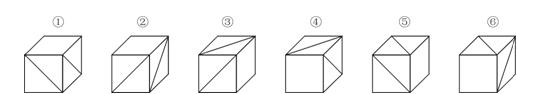 ① ② ③ ④ ⑤ ⑥